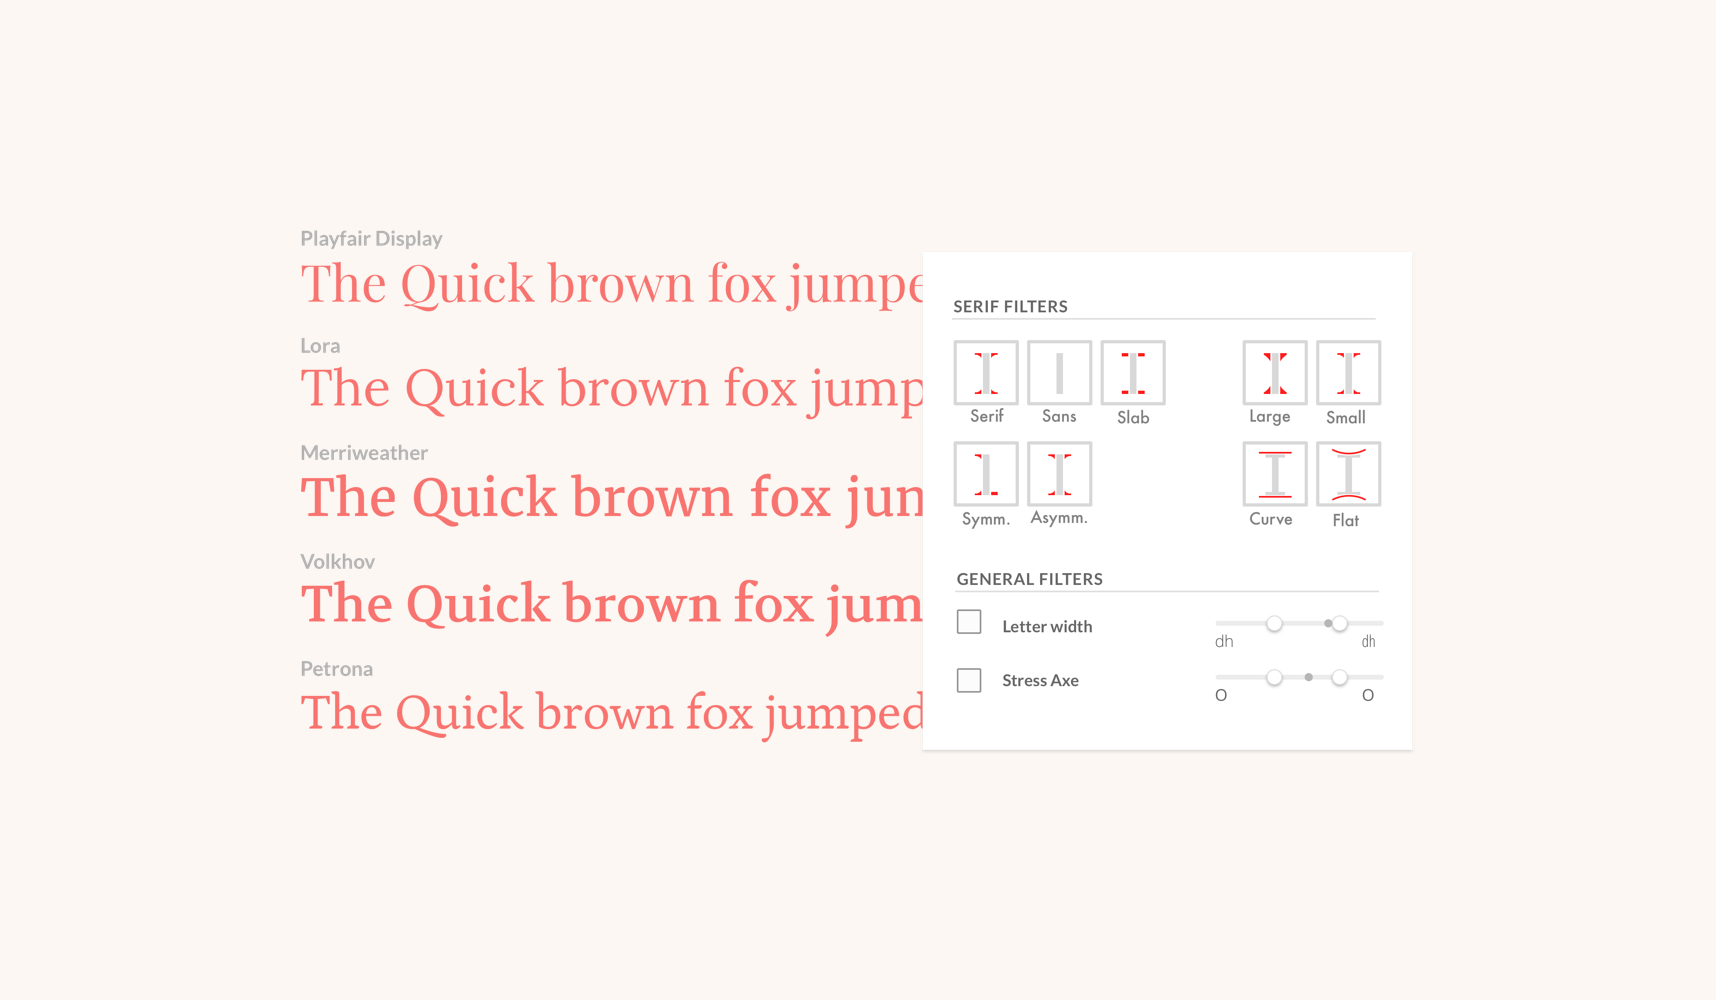 Playfair Display
The Quick brown fox jumpe
Lora
The Quick brown fox jump
Merriweather
The Quick brown fox jun
Volkhov
The Quick brown fox jum
Petrona
The Quick brown fox jumped
SERIF FILTERS
Serif Sans Slab Large Small
Symm. Asymm. Curve Flat
GENERAL FILTERS
Letter width
dh dh
Stress Axe
O O